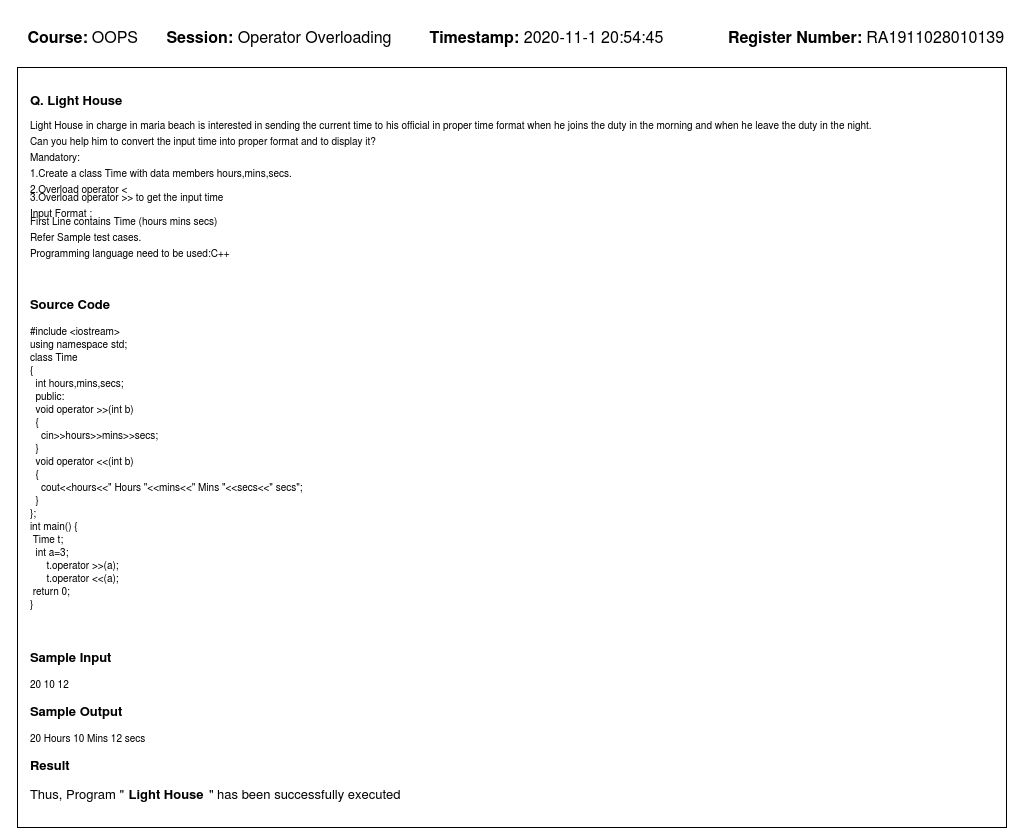 Course: OOPS Session: Operator Overloading Timestamp: 2020-11-1 20:54:45 Register Number: RA1911028010139
Q. Light House
Light House in charge in maria beach is interested in sending the current time to his official in proper time format when he joins the duty in the morning and when he leave the duty in the night.
Can you help him to convert the input time into proper format and to display it?
Mandatory:
1.Create a class Time with data members hours,mins,secs.
2.Overload operator <
3.Overload operator >> to get the input time
Input Format :
First Line contains Time (hours mins secs)
Refer Sample test cases.
Programming language need to be used:C++
Source Code
#include <iostream>
using namespace std;
class Time
{
int hours,mins,secs;
public:
void operator >>(int b)
{
cin>>hours>>mins>>secs;
}
void operator <<(int b)
{
cout<<hours<<" Hours "<<mins<<" Mins "<<secs<<" secs";
}
};
int main() {
Time t;
int a=3;
t.operator >>(a);
t.operator <<(a);
return 0;
}
Sample Input
20 10 12
Sample Output
20 Hours 10 Mins 12 secs
Result
Thus, Program " Light House " has been successfully executed